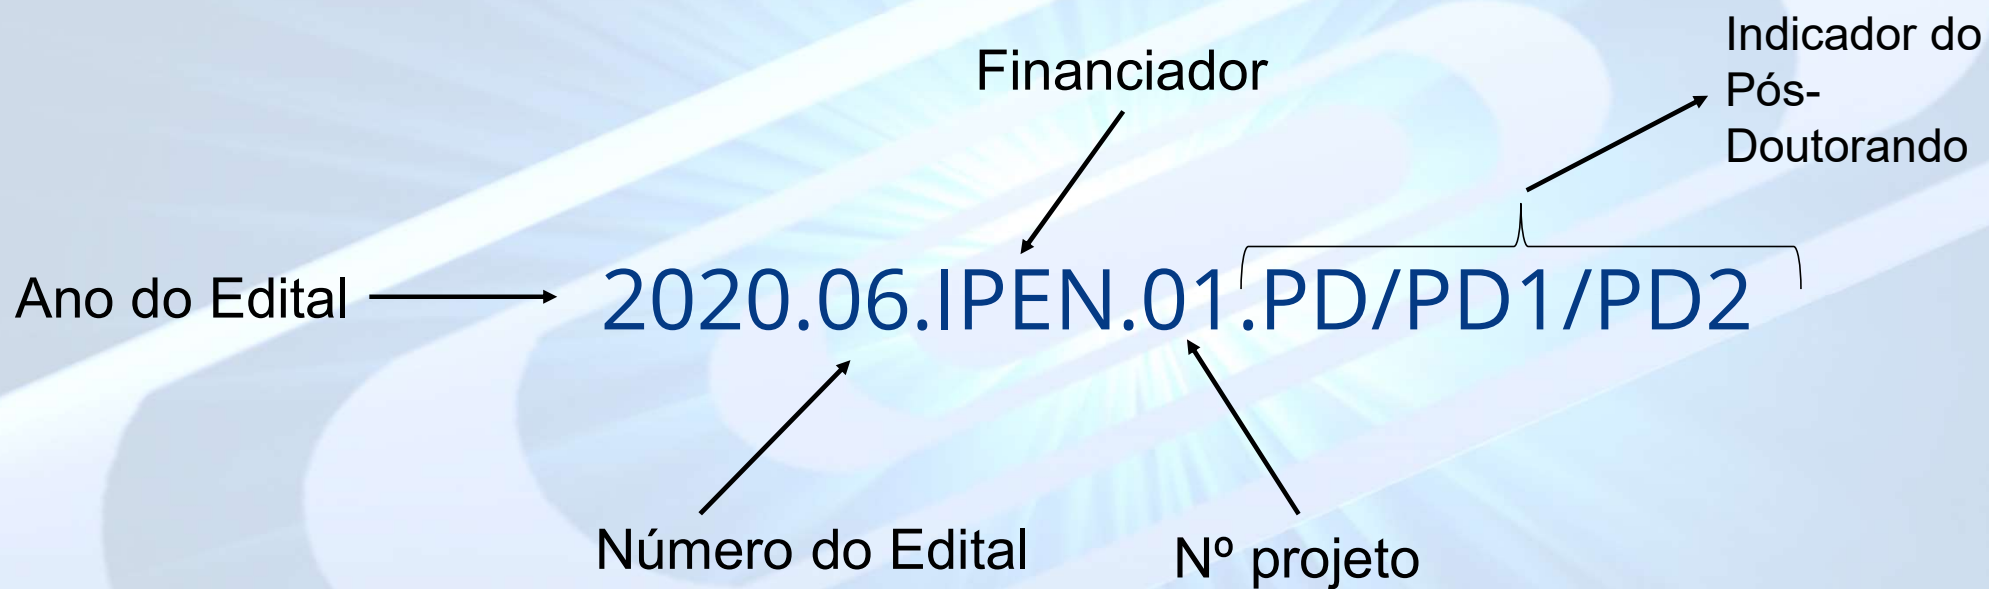 Indicador do
Pós-
Doutorando
Financiador
Ano do Edital
2020.06.IPEN.01.PD/PD1/PD2
Número do Edital
Nº projeto